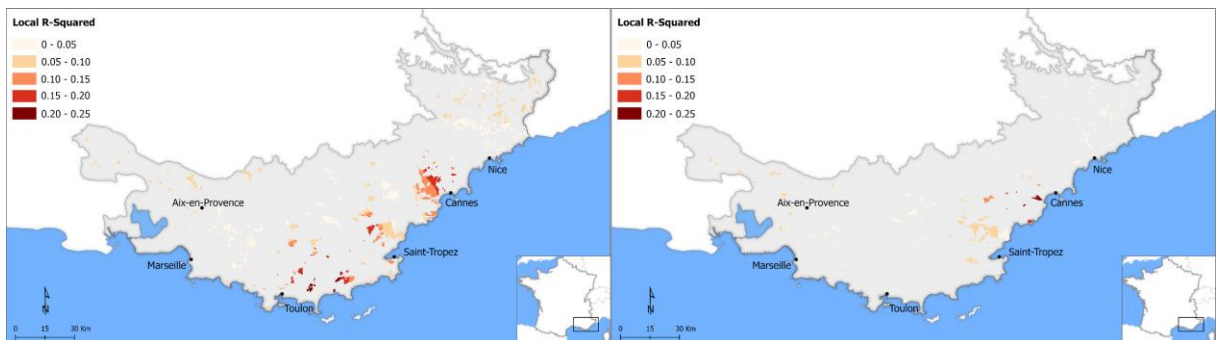 Local R-Squared
0 - 0.05
0.05 - 0.10
0.10 - 0.15
0.15 - 0.20
0.20 - 0.25
Nice
Cannes
Aix-en-Provence
Saint-Tropez
Marseille
Toulon
N
0 15 30 Km
Local R-Squared
0 - 0.05
0.05 - 0.10
0.10 - 0.15
0.15 - 0.20
0.20 - 0.25
Nice
Cannes
Aix-en-Provence
Saint-Tropez
Marseille
Toulon
N
0 15 30 Km